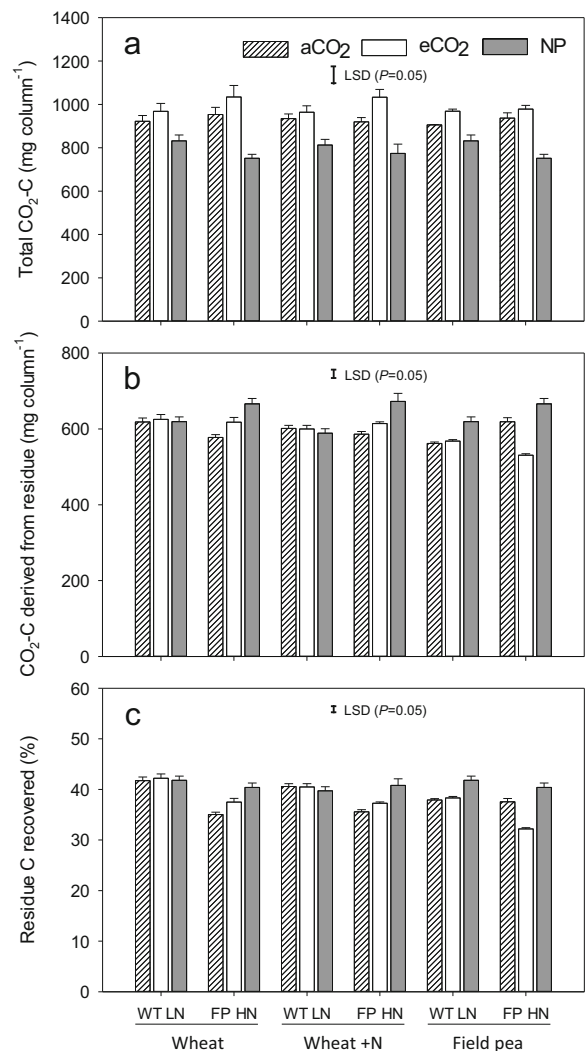 a
aCO₂ eCO₂ NP
LSD (P=0.05)
Total CO₂-C (mg column⁻¹)
1400
1200
1000
800
600
400
200
0
b
LSD (P=0.05)
CO₂-C derived from residue (mg column⁻¹)
800
600
400
200
0
c
LSD (P=0.05)
Residue C recovered (%)
60
50
40
30
20
10
0
WT LN FP HN WT LN FP HN WT LN FP HN
Wheat Wheat +N Field pea